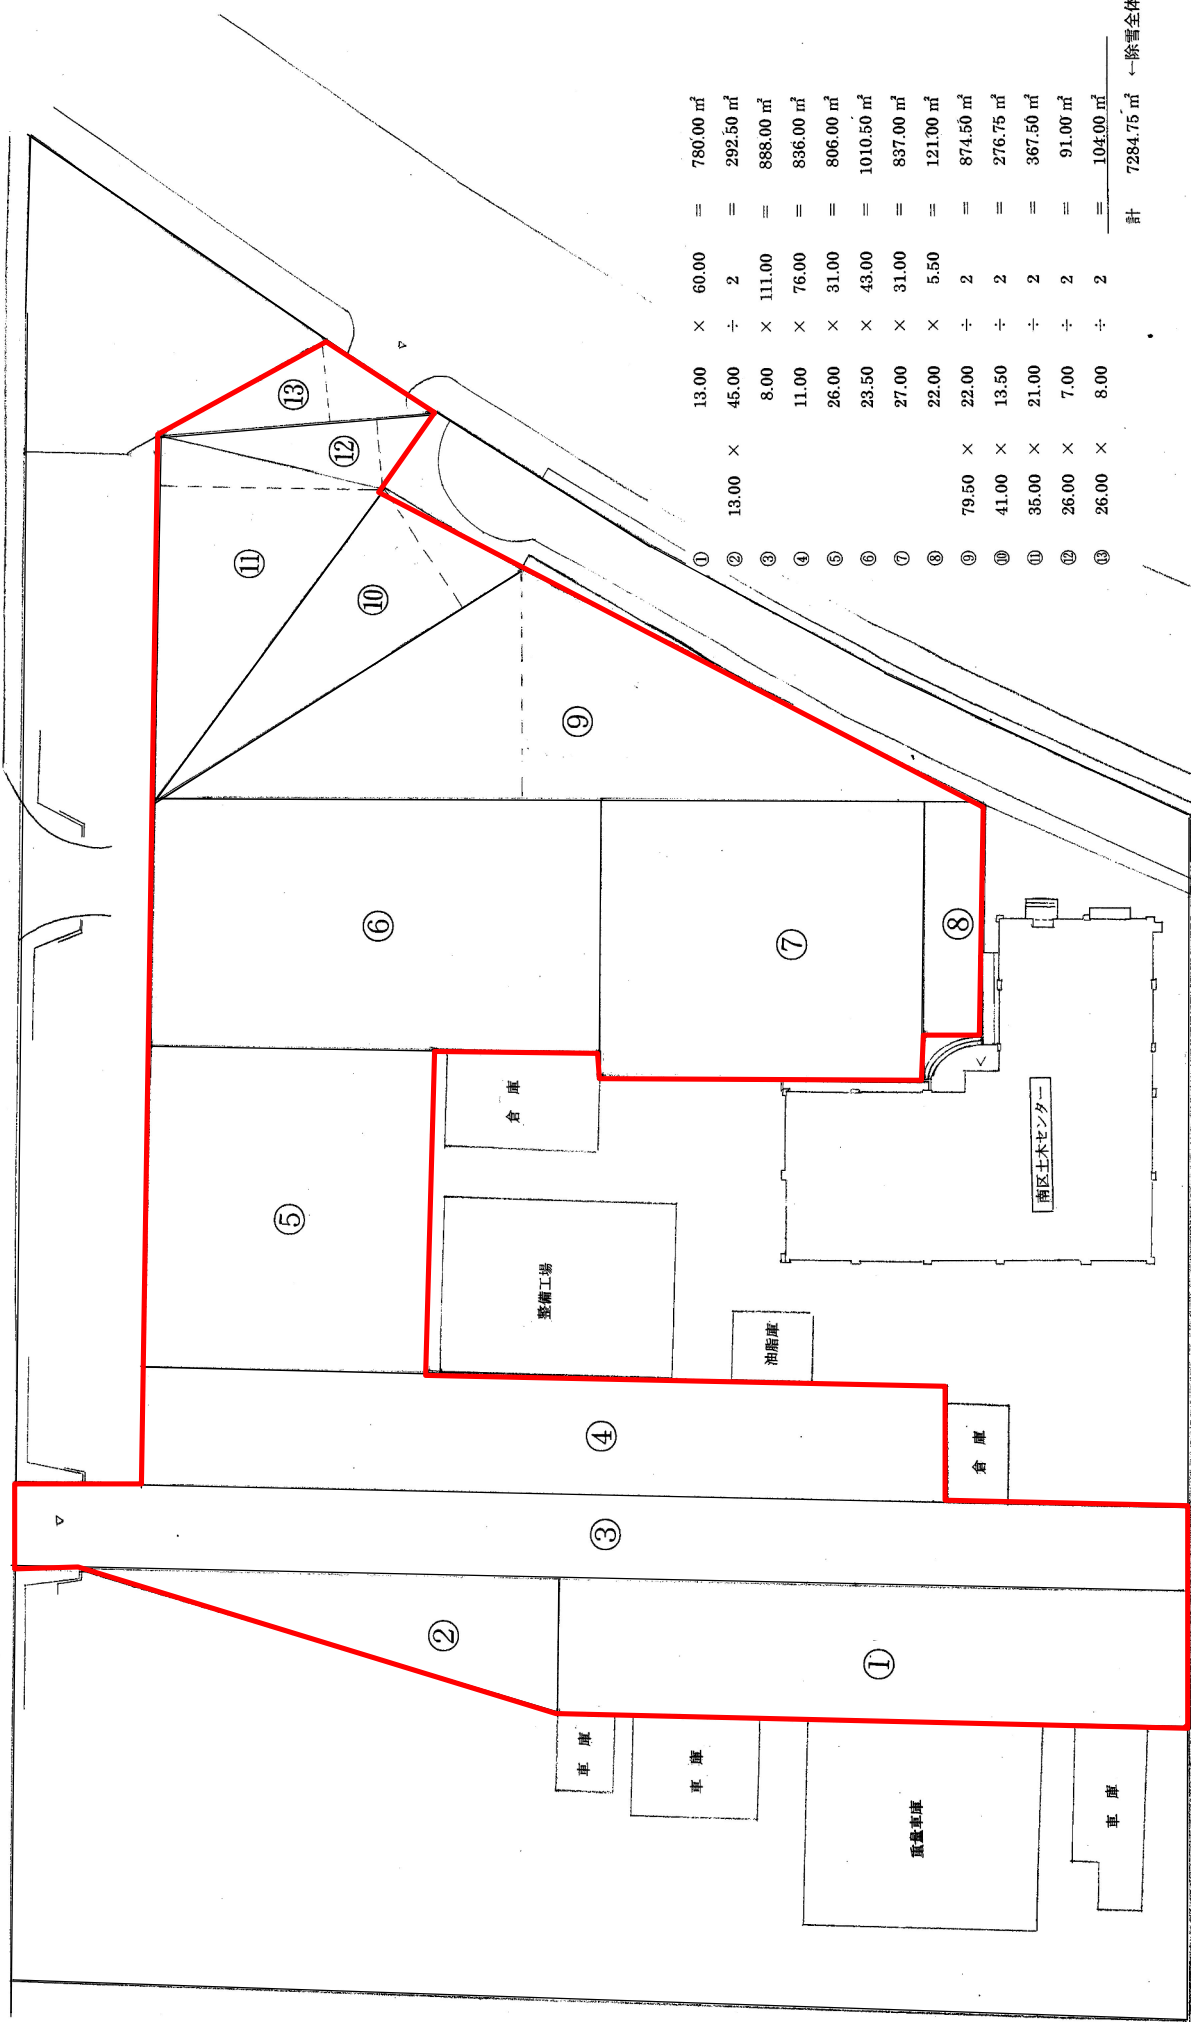 ① 13.00 × 60.00 = 780.00 ㎡
② 13.00 × 45.00 ÷ 2 = 292.50 ㎡
③ 8.00 × 111.00 = 888.00 ㎡
④ 11.00 × 76.00 = 836.00 ㎡
⑤ 26.00 × 31.00 = 806.00 ㎡
⑥ 23.50 × 43.00 = 1010.50 ㎡
⑦ 27.00 × 31.00 = 837.00 ㎡
⑧ 22.00 × 5.50 = 121.00 ㎡
⑨ 79.50 × 22.00 ÷ 2 = 874.50 ㎡
⑩ 41.00 × 13.50 ÷ 2 = 276.75 ㎡
⑪ 35.00 × 21.00 ÷ 2 = 367.50 ㎡
⑫ 26.00 × 7.00 ÷ 2 = 91.00 ㎡
⑬ 26.00 × 8.00 ÷ 2 = 104.00 ㎡
計 7284.75 ㎡ ←除雪全体
⑬
⑫
⑪
⑩
⑨
⑥
⑦
⑧
⑤
④
③
②
①
倉庫
整備工場
油脂庫
倉庫
南区土木センター
車庫
車庫
重量車庫
車庫